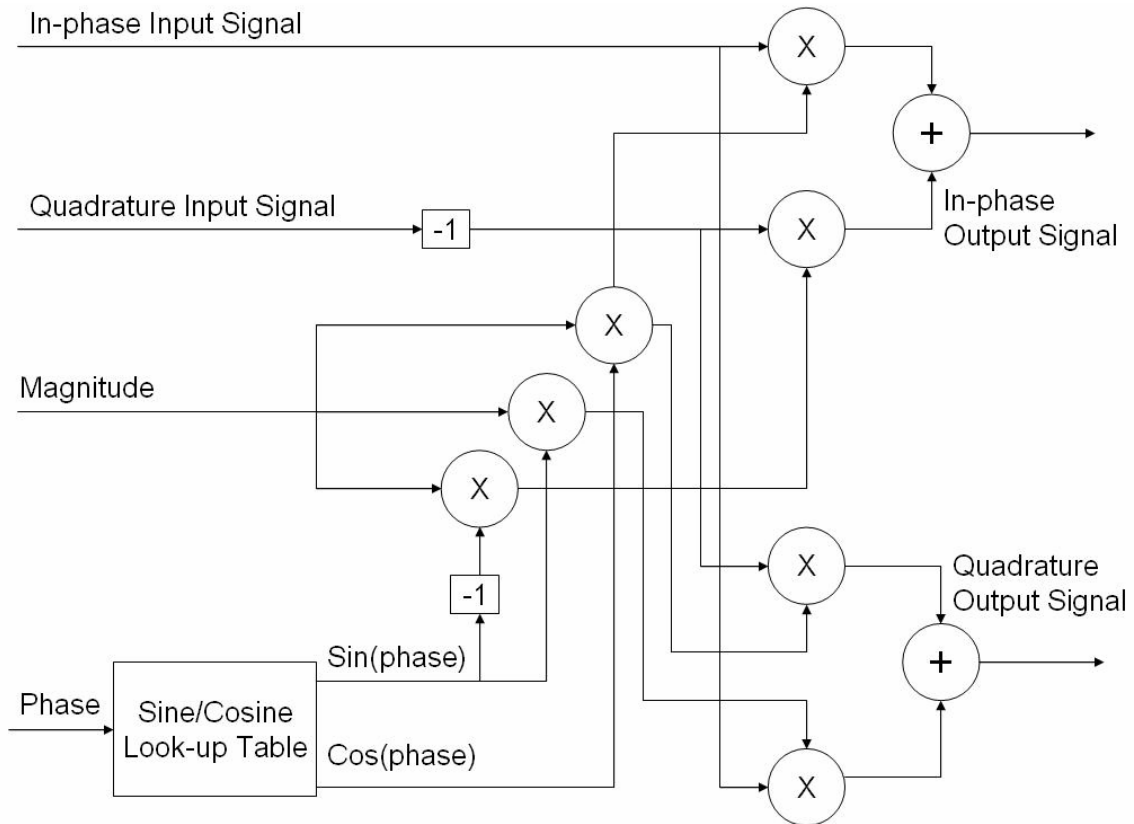 In-phase Input Signal
X
+
Quadrature Input Signal
-1
X
In-phase
Output Signal
X
Magnitude
X
X
-1
X
Quadrature
Output Signal
Sin(phase)
+
Phase
Sine/Cosine
Look-up Table
Cos(phase)
X